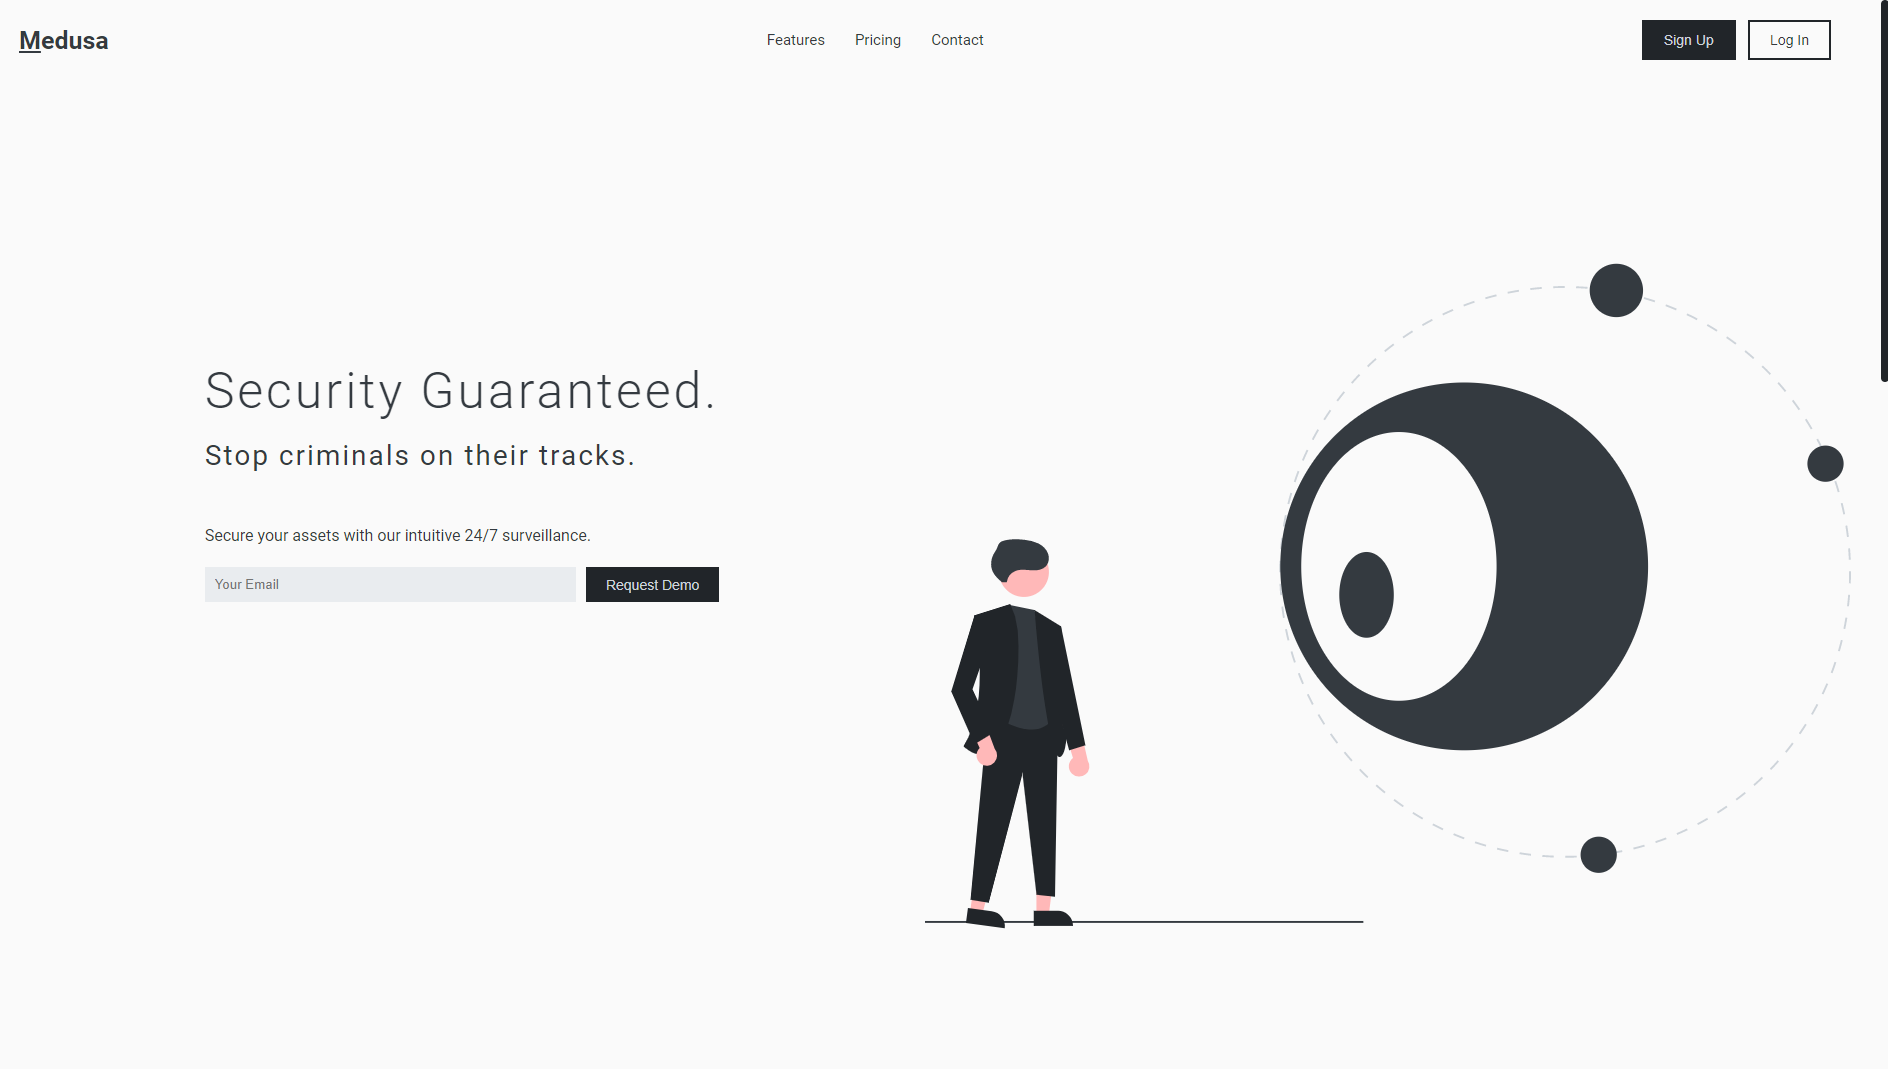 Medusa
Features Pricing Contact
Sign Up
Log In
Security Guaranteed.
Stop criminals on their tracks.
Secure your assets with our intuitive 24/7 surveillance.
Your Email
Request Demo